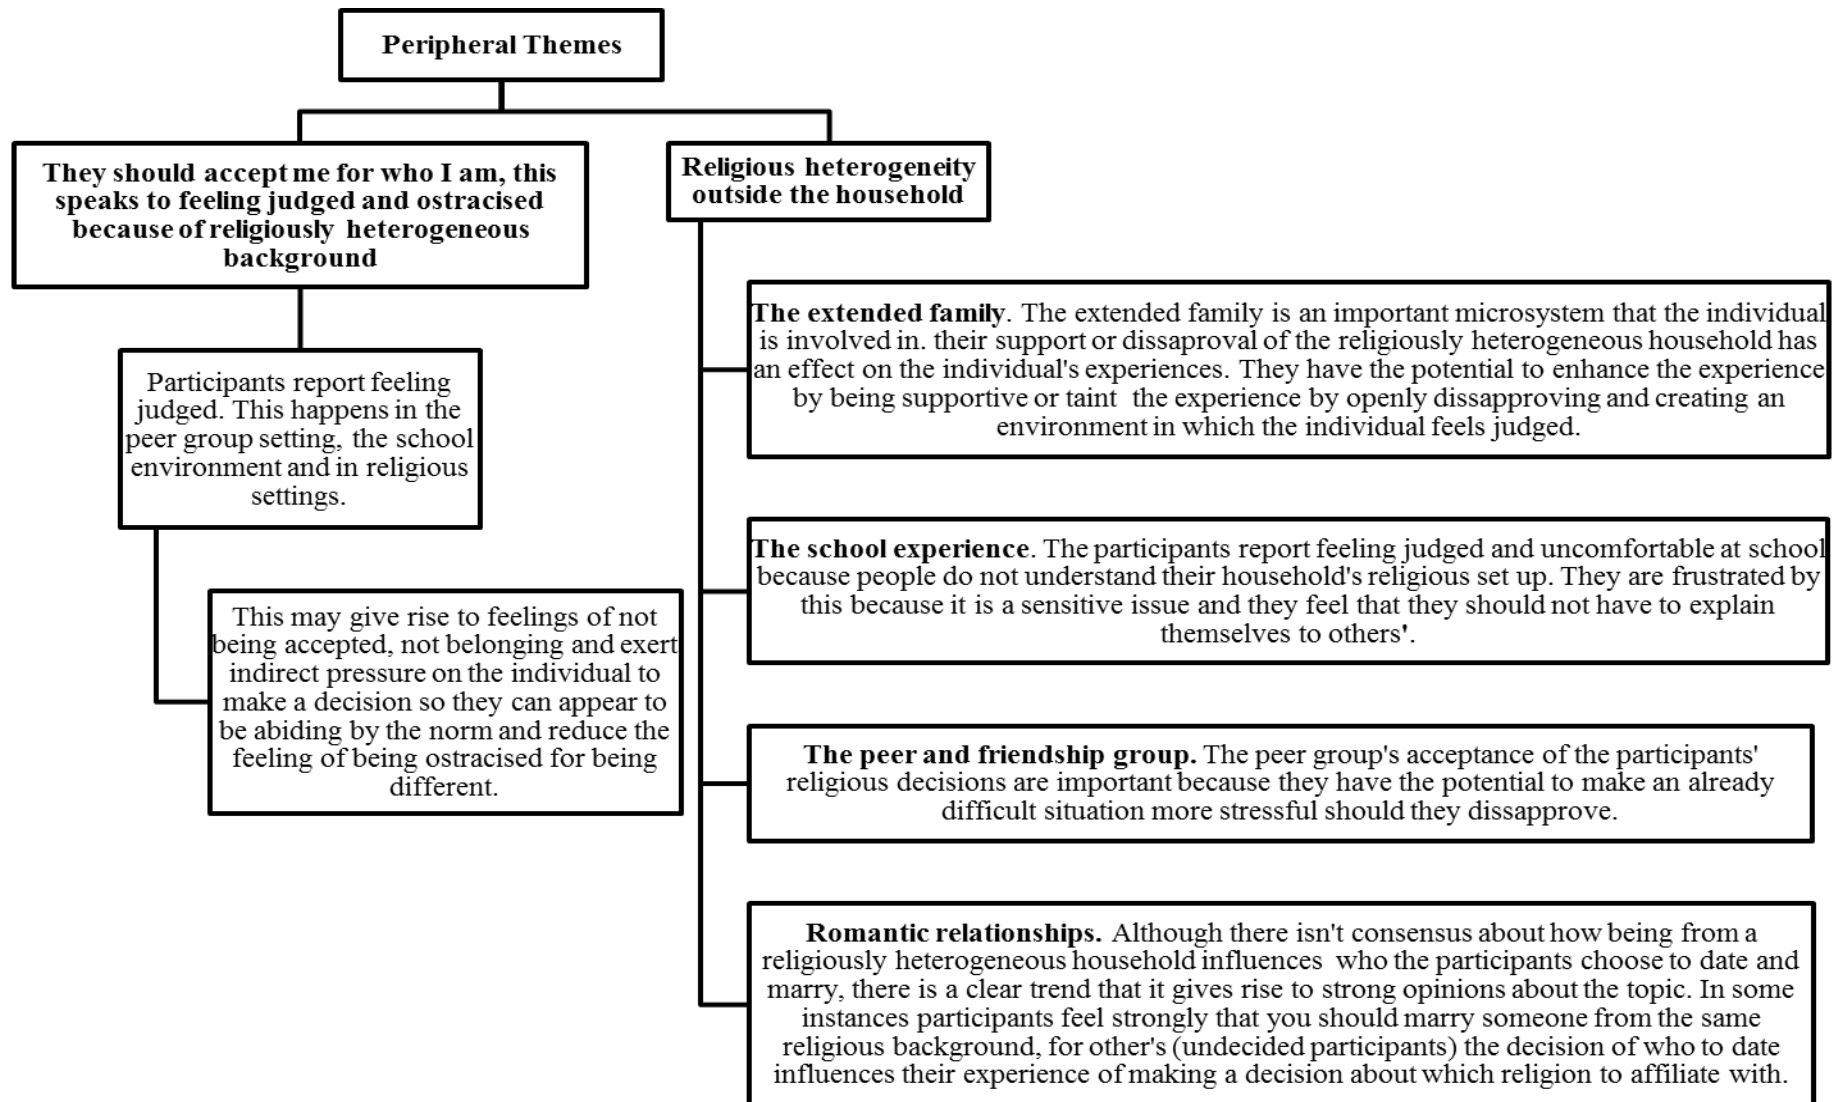 Peripheral Themes
They should accept me for who I am, this
speaks to feeling judged and ostracised
because of religiously heterogeneous
background
Participants report feeling
judged. This happens in the
peer group setting, the school
environment and in religious
settings.
This may give rise to feelings of not
being accepted, not belonging and exert
indirect pressure on the individual to
make a decision so they can appear to
be abiding by the norm and reduce the
feeling of being ostracised for being
different.
Religious heterogeneity
outside the household
The extended family. The extended family is an important microsystem that the individual
is involved in. their support or dissaproval of the religiously heterogeneous household has
an effect on the individual's experiences. They have the potential to enhance the experience
by being supportive or taint the experience by openly dissapproving and creating an
environment in which the individual feels judged.
The school experience. The participants report feeling judged and uncomfortable at school
because people do not understand their household's religious set up. They are frustrated by
this because it is a sensitive issue and they feel that they should not have to explain
themselves to others'.
The peer and friendship group. The peer group's acceptance of the participants'
religious decisions are important because they have the potential to make an already
difficult situation more stressful should they dissapprove.
Romantic relationships. Although there isn't consensus about how being from a
religiously heterogeneous household influences who the participants choose to date and
marry, there is a clear trend that it gives rise to strong opinions about the topic. In some
instances participants feel strongly that you should marry someone from the same
religious background, for other's (undecided participants) the decision of who to date
influences their experience of making a decision about which religion to affiliate with.